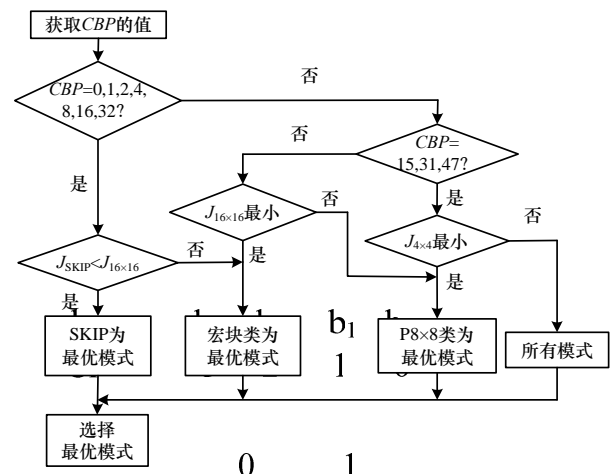 获取CBP的值
CBP=0,1,2,4,
8,16,32?
否
CBP=
15,31,47?
否
是
J16×16最小
否
是
J4×4最小
否
JSKIP<J16×16
否
是
是
是
SKIP为
最优模式
宏块类为
最优模式
b1
P8×8类为
最优模式
所有模式
1
选择
最优模式
0 1